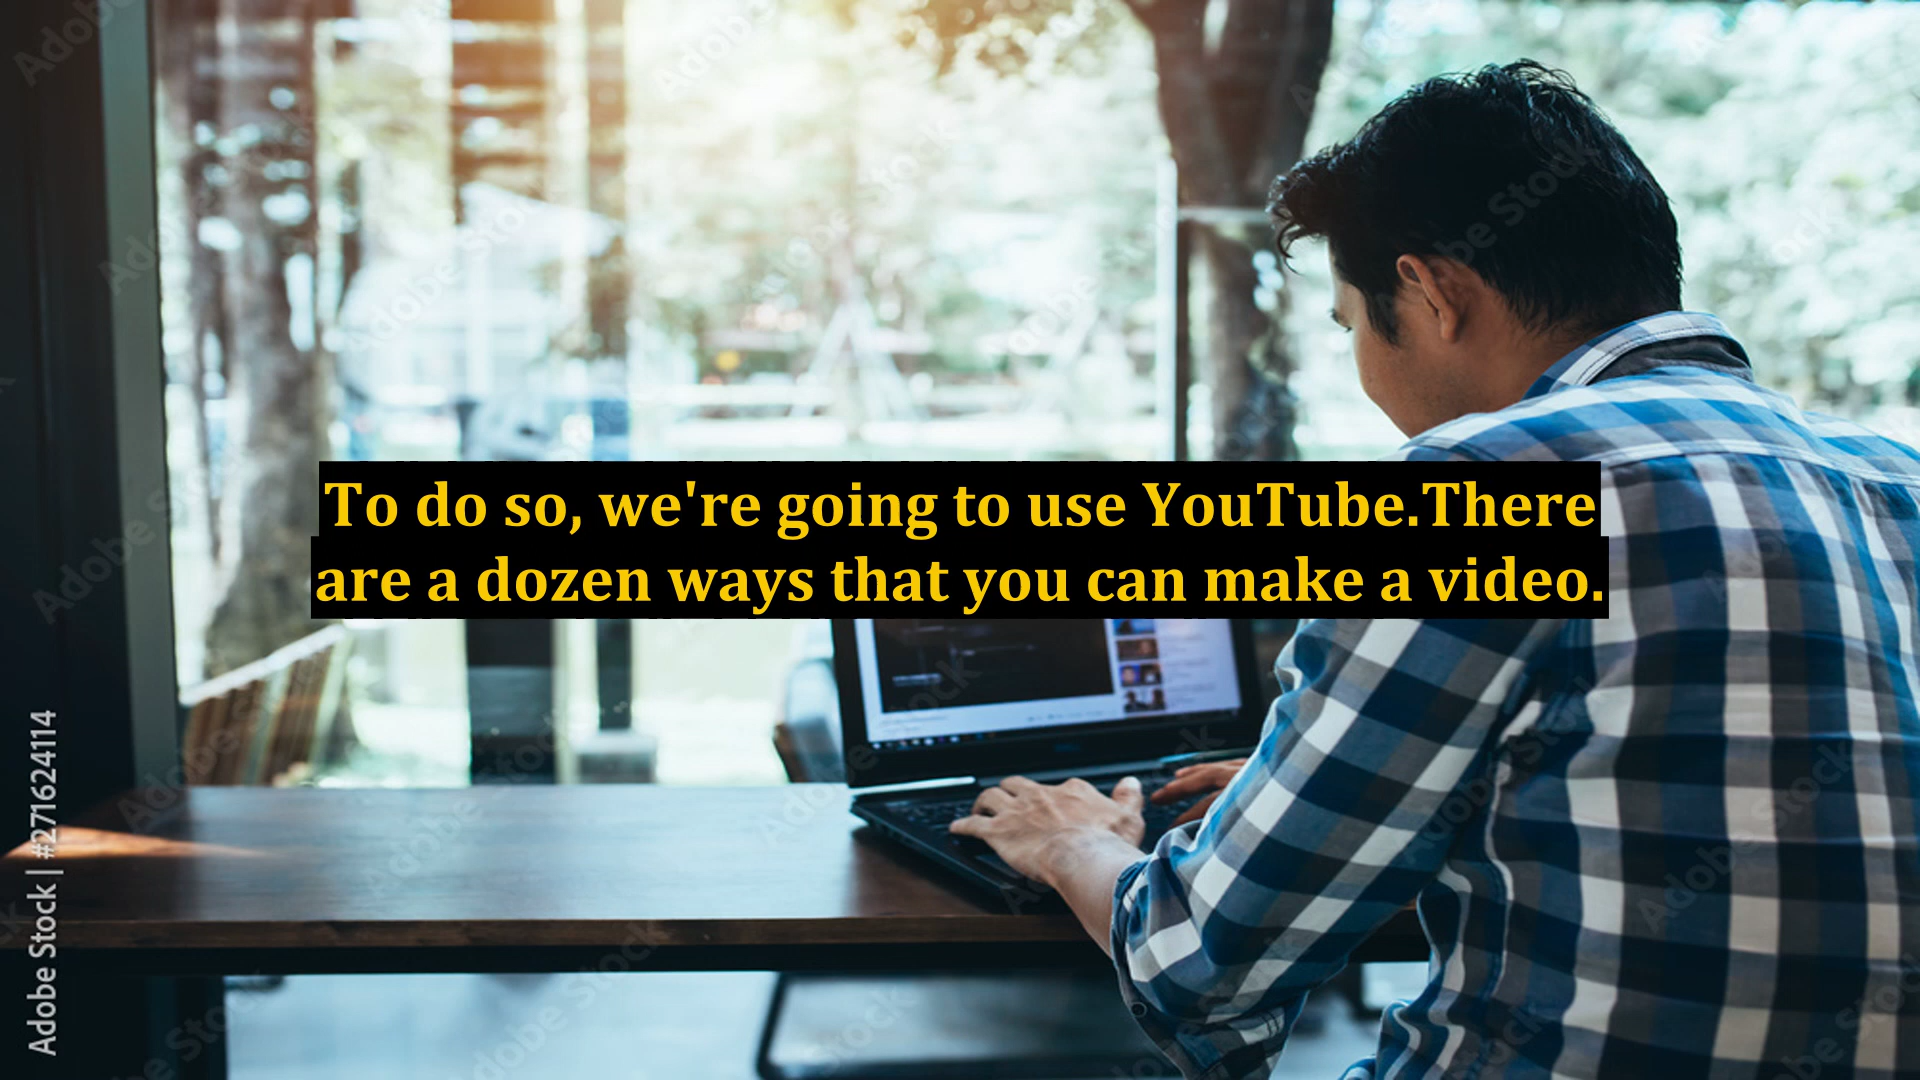 To do so, we're going to use YouTube.There
are a dozen ways that you can make a video.
Adobe Stock | #271624114